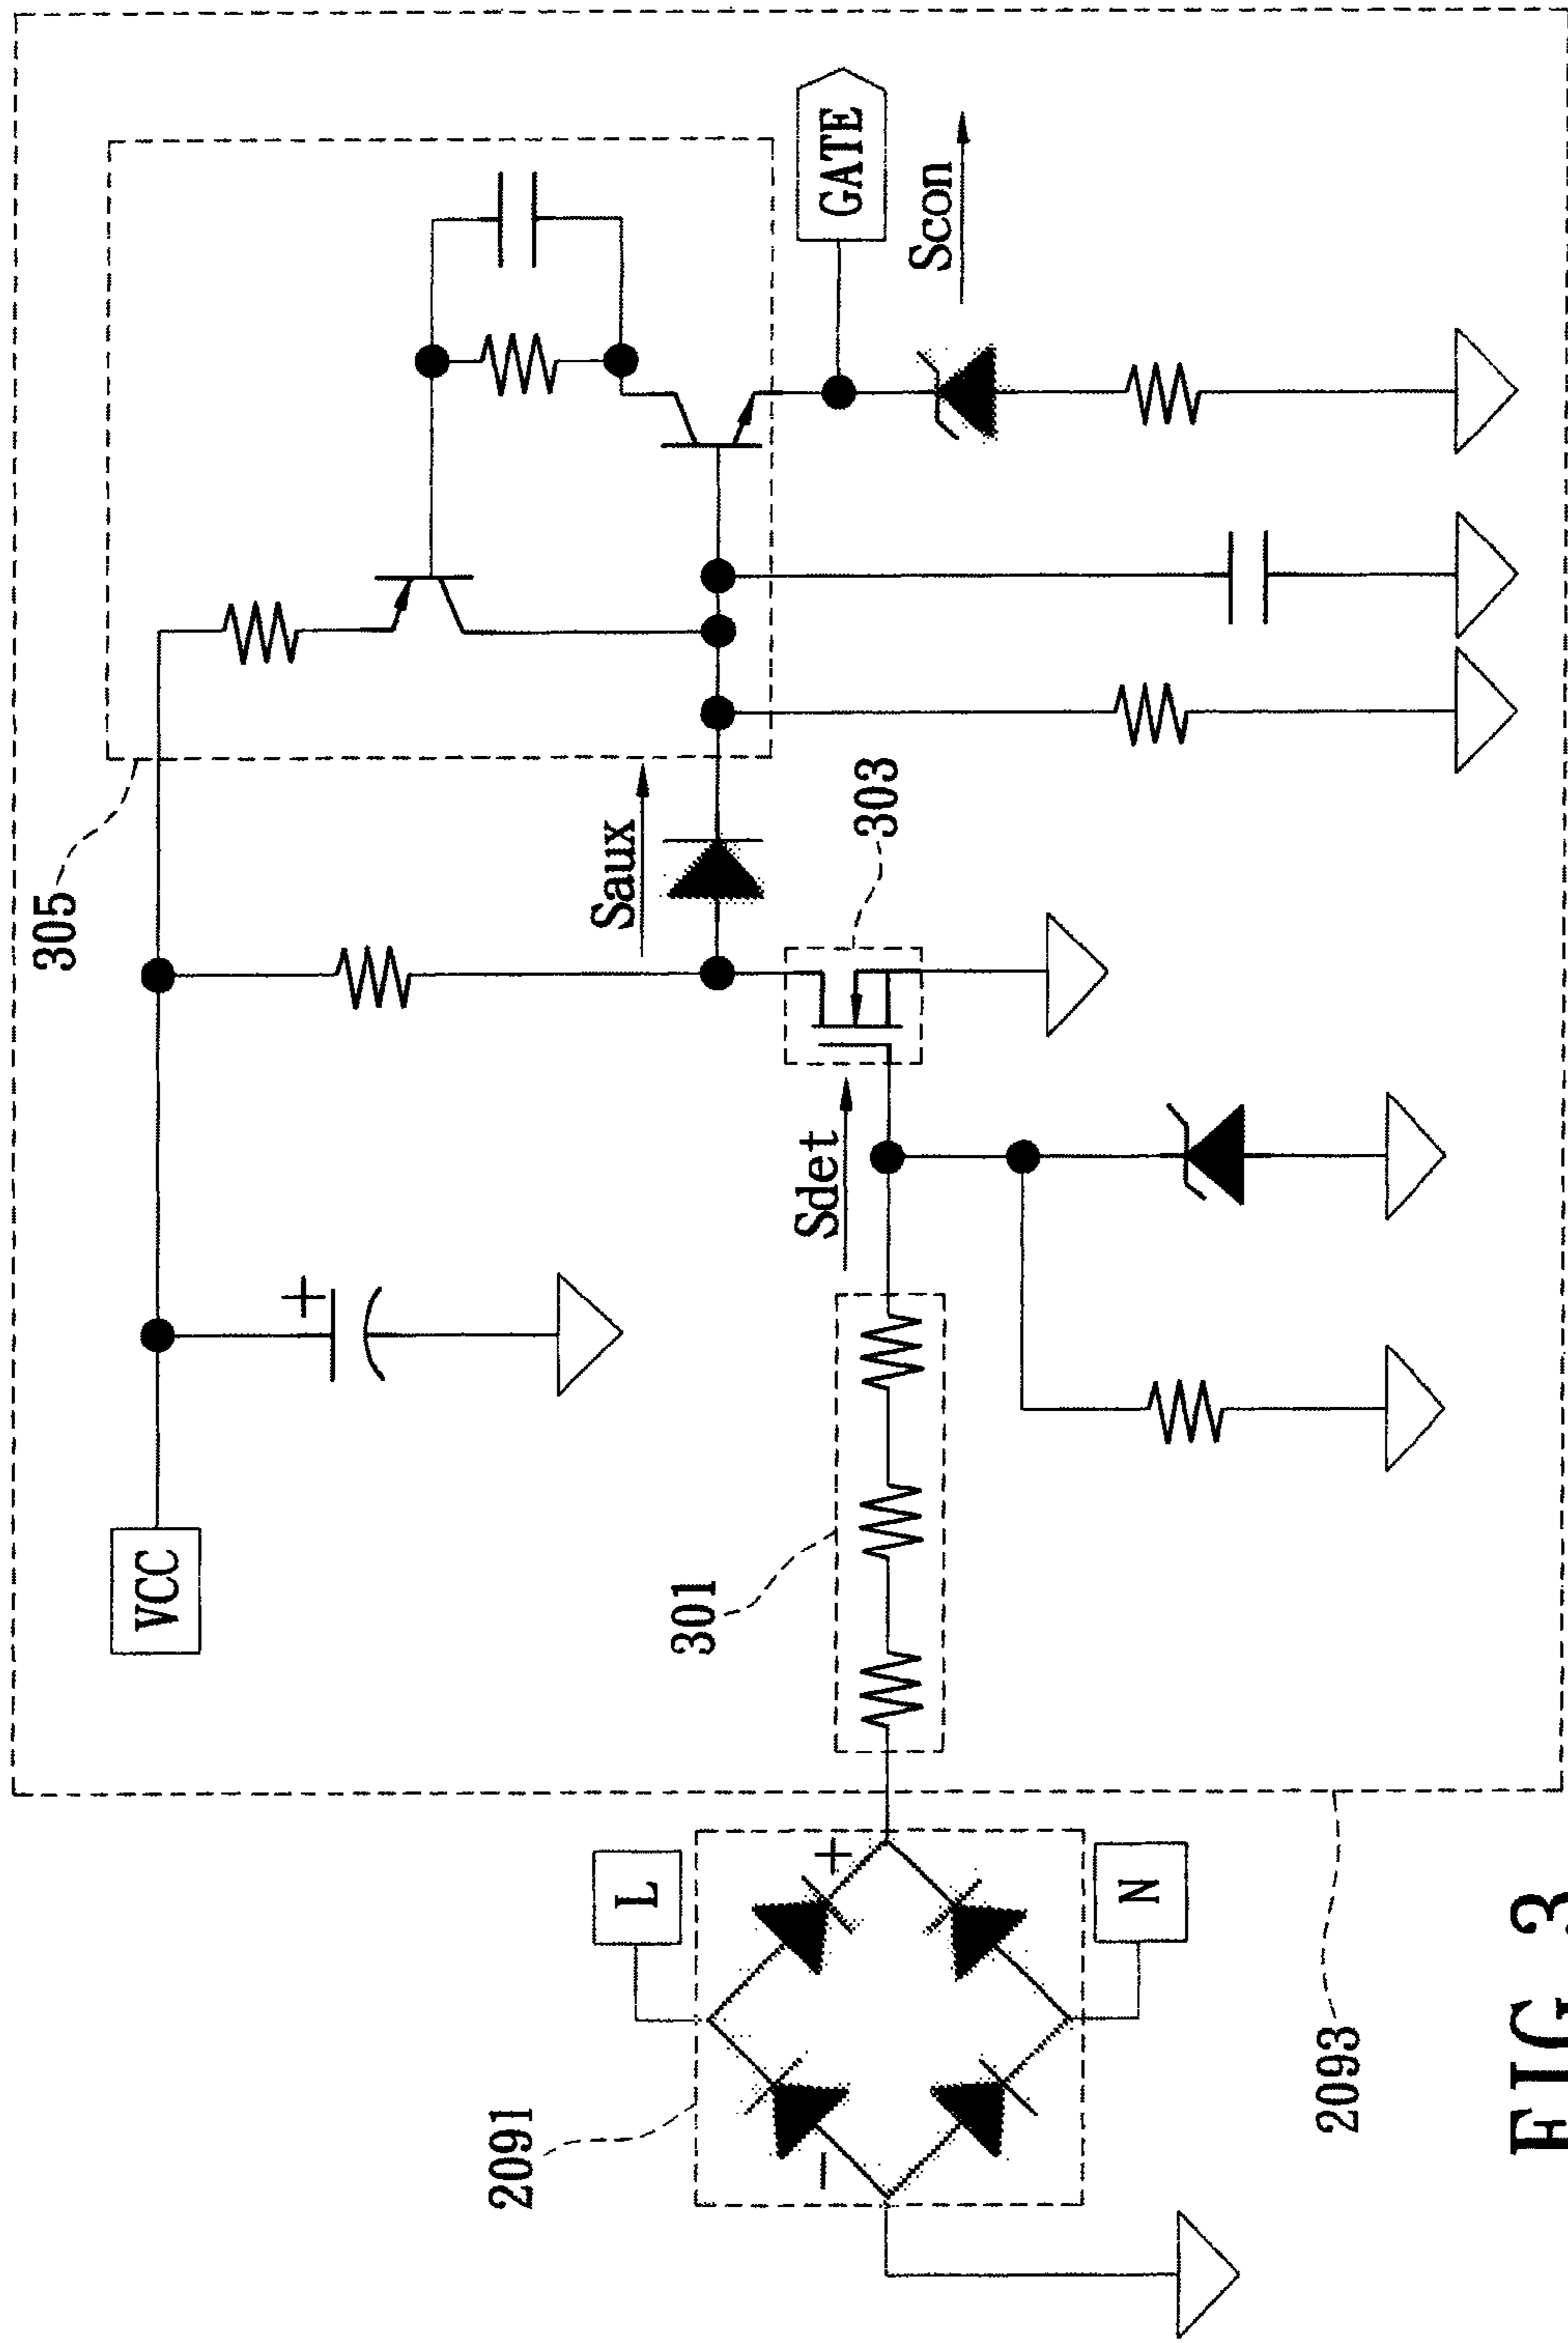 305
VCC
Saux
GATE
Scon
303
Sdet
301
L
+
+
−
N
2091
2093
FIG 3